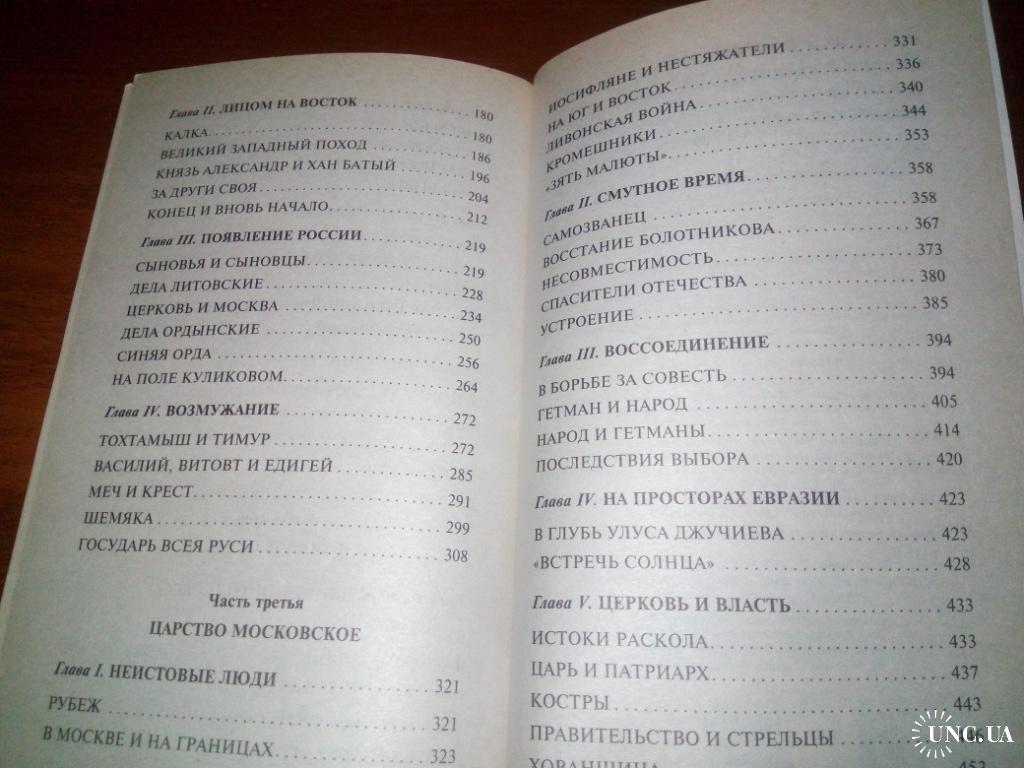 Глава II. ЛИЦОМ НА ВОСТОК . . . . . . . . . . . . . . . 180
КАЛКА. . . . . . . . . . . . . . . . . . . . . . . . . . . . . . 180
ВЕЛИКИЙ ЗАПАДНЫЙ ПОХОД . . . . . . . . . . . . 186
КНЯЗЬ АЛЕКСАНДР И ХАН БАТЫЙ . . . . . . . . . 196
ЗА ДРУГИ СВОЯ . . . . . . . . . . . . . . . . . . . . . . . 204
КОНЕЦ И ВНОВЬ НАЧАЛО. . . . . . . . . . . . . . . . 212
Глава III. ПОЯВЛЕНИЕ РОССИИ. . . . . . . . . . . . . 219
СЫНОВЬЯ И СЫНОВЦЫ. . . . . . . . . . . . . . . . . . 219
ДЕЛА ЛИТОВСКИЕ . . . . . . . . . . . . . . . . . . . . . . 228
ЦЕРКОВЬ И МОСКВА . . . . . . . . . . . . . . . . . . . . 234
ДЕЛА ОРДЫНСКИЕ . . . . . . . . . . . . . . . . . . . . . 250
СИНЯЯ ОРДА . . . . . . . . . . . . . . . . . . . . . . . . . . 256
НА ПОЛЕ КУЛИКОВОМ. . . . . . . . . . . . . . . . . . . 264
Глава IV. ВОЗМУЖАНИЕ . . . . . . . . . . . . . . . . . . 272
ТОХТАМЫШ И ТИМУР . . . . . . . . . . . . . . . . . . . 272
ВАСИЛИЙ, ВИТОВТ И ЕДИГЕЙ . . . . . . . . . . . . 285
МЕЧ И КРЕСТ. . . . . . . . . . . . . . . . . . . . . . . . . . 291
ШЕМЯКА . . . . . . . . . . . . . . . . . . . . . . . . . . . . . 299
ГОСУДАРЬ ВСЕЯ РУСИ . . . . . . . . . . . . . . . . . . . 308
Часть третья
ЦАРСТВО МОСКОВСКОЕ
Глава I. НЕИСТОВЫЕ ЛЮДИ . . . . . . . . . . . . . . . 321
РУБЕЖ . . . . . . . . . . . . . . . . . . . . . . . . . . . . . . . 321
В МОСКВЕ И НА ГРАНИЦАХ. . . . . . . . . . . . . . . 323
ИОСИФЛЯНЕ И НЕСТЯЖАТЕЛИ . . . . . . . . . . . . 331
НА ЮГ И ВОСТОК . . . . . . . . . . . . . . . . . . . . . . . 336
ЛИВОНСКАЯ ВОЙНА . . . . . . . . . . . . . . . . . . . . . 340
КРОМЕШНИКИ . . . . . . . . . . . . . . . . . . . . . . . . . 344
«ЗЯТЬ МАЛЮТЫ». . . . . . . . . . . . . . . . . . . . . . . . 353
Глава II. СМУТНОЕ ВРЕМЯ. . . . . . . . . . . . . . . . . 358
САМОЗВАНЕЦ . . . . . . . . . . . . . . . . . . . . . . . . . . 358
ВОССТАНИЕ БОЛОТНИКОВА . . . . . . . . . . . . . . . 367
НЕСОВМЕСТИМОСТЬ. . . . . . . . . . . . . . . . . . . . . 373
СПАСИТЕЛИ ОТЕЧЕСТВА . . . . . . . . . . . . . . . . . 380
УСТРОЕНИЕ . . . . . . . . . . . . . . . . . . . . . . . . . . . 385
Глава III. ВОССОЕДИНЕНИЕ . . . . . . . . . . . . . . . 394
В БОРЬБЕ ЗА СОВЕСТЬ . . . . . . . . . . . . . . . . . . . 394
ГЕТМАН И НАРОД . . . . . . . . . . . . . . . . . . . . . . . 405
НАРОД И ГЕТМАНЫ. . . . . . . . . . . . . . . . . . . . . . 414
ПОСЛЕДСТВИЯ ВЫБОРА . . . . . . . . . . . . . . . . . . 420
Глава IV. НА ПРОСТОРАХ ЕВРАЗИИ . . . . . . . . . . 423
В ГЛУБЬ УЛУСА ДЖУЧИЕВА . . . . . . . . . . . . . . . 423
«ВСТРЕЧЬ СОЛНЦА» . . . . . . . . . . . . . . . . . . . . . 428
Глава V. ЦЕРКОВЬ И ВЛАСТЬ . . . . . . . . . . . . . . 433
ИСТОКИ РАСКОЛА. . . . . . . . . . . . . . . . . . . . . . . 433
ЦАРЬ И ПАТРИАРХ. . . . . . . . . . . . . . . . . . . . . . . 437
КОСТРЫ . . . . . . . . . . . . . . . . . . . . . . . . . . . . . . 443
ПРАВИТЕЛЬСТВО И СТРЕЛЬЦЫ . . . . . . . . . . .
ХОВАНЩИНА . . . . . . . . . . . . . . . . . . . . . . . . . . 453
UNC.UA